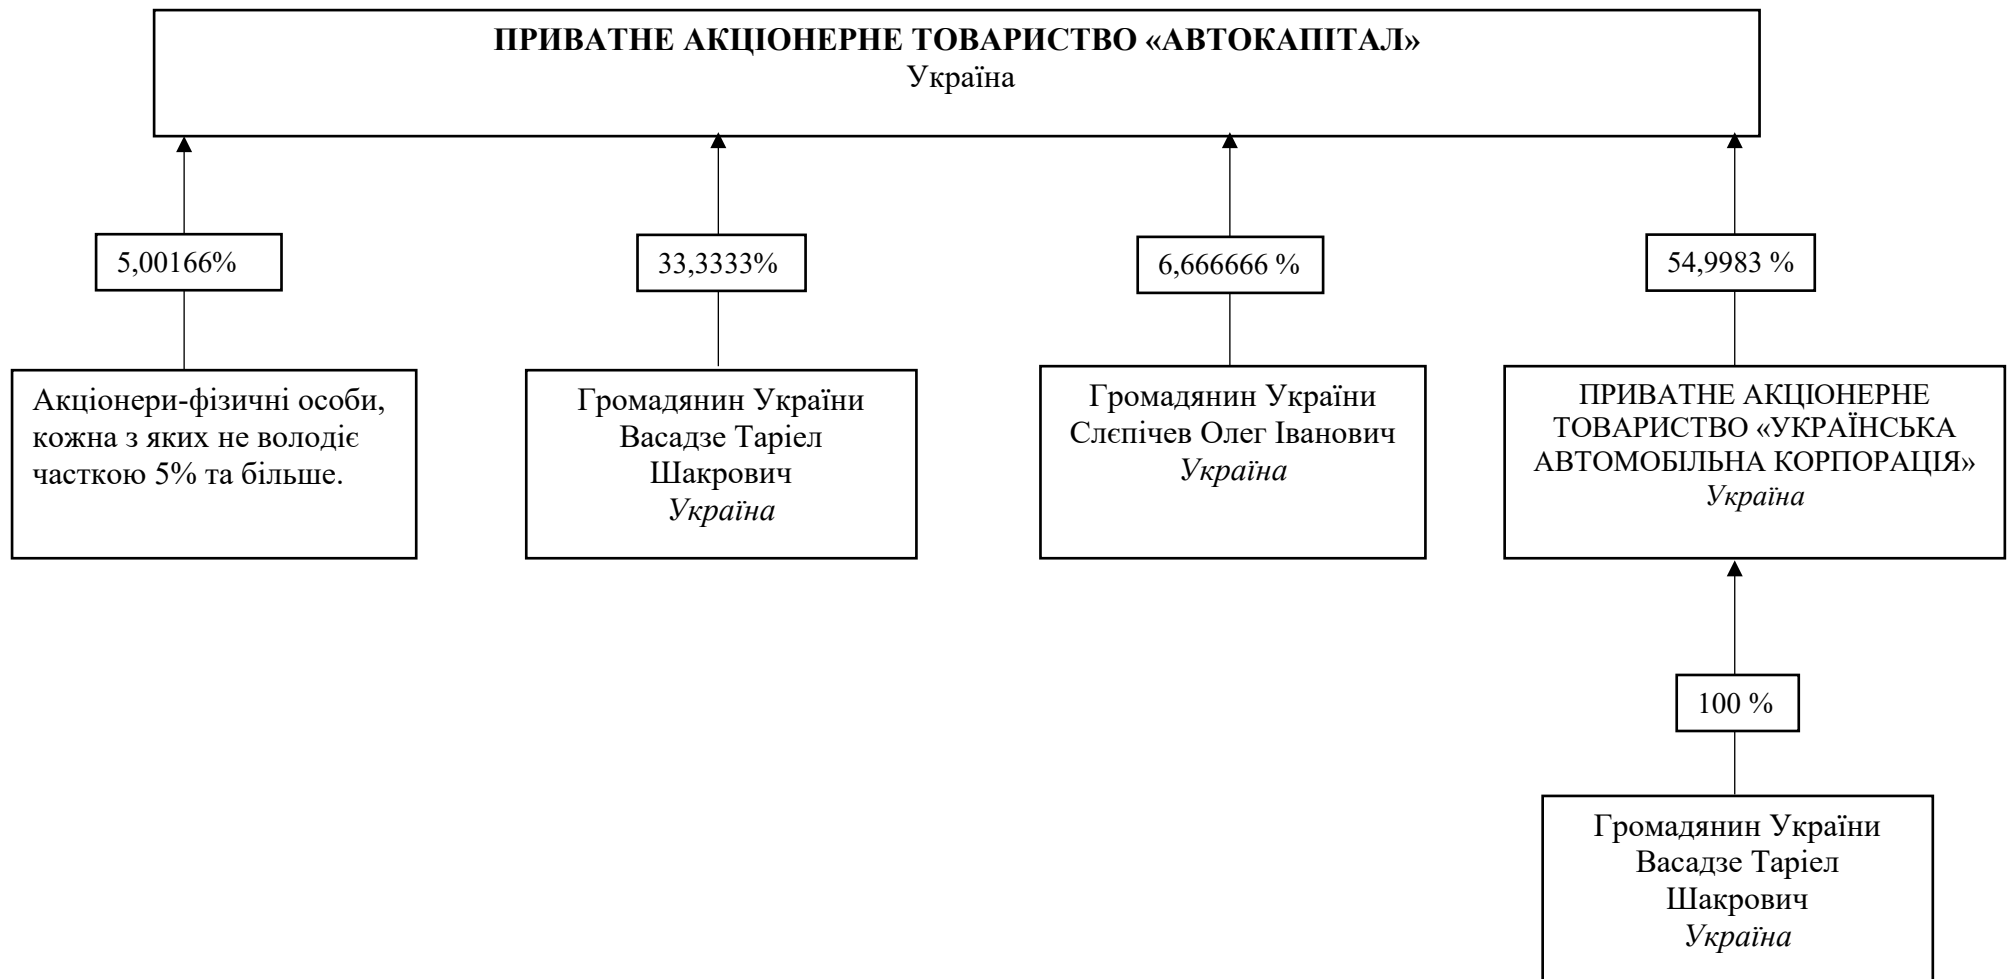 ПРИВАТНЕ АКЦІОНЕРНЕ ТОВАРИСТВО «АВТОКАПІТАЛ»
Україна
5,00166%
33,3333%
6,666666 %
54,9983 %
Акціонери-фізичні особи,
кожна з яких не володіє
часткою 5% та більше.
Громадянин України
Васадзе Таріел
Шакрович
Україна
Громадянин України
Слєпічев Олег Іванович
Україна
ПРИВАТНЕ АКЦІОНЕРНЕ
ТОВАРИСТВО «УКРАЇНСЬКА
АВТОМОБІЛЬНА КОРПОРАЦІЯ»
Україна
100 %
Громадянин України
Васадзе Таріел
Шакрович
Україна